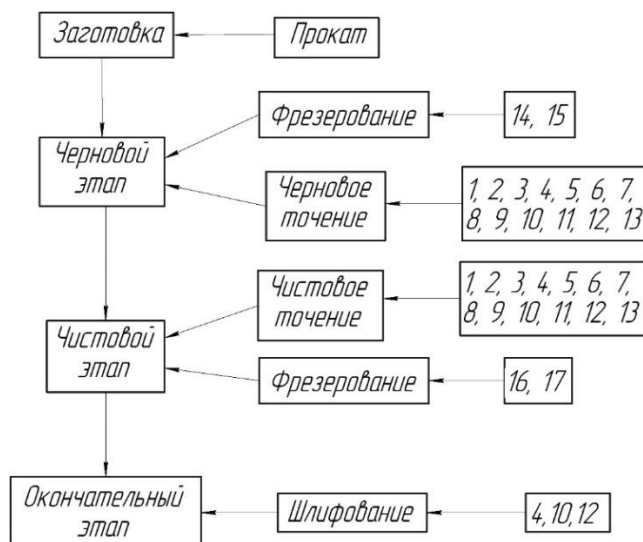 Заготовка
Прокат
Фрезерование
14, 15
Черновой
этап
Черновое
точение
1, 2, 3, 4, 5, 6, 7,
8, 9, 10, 11, 12, 13
Чистовое
точение
1, 2, 3, 4, 5, 6, 7,
8, 9, 10, 11, 12, 13
Чистовой
этап
Фрезерование
16, 17
Окончательный
этап
Шлифование
4,10,12